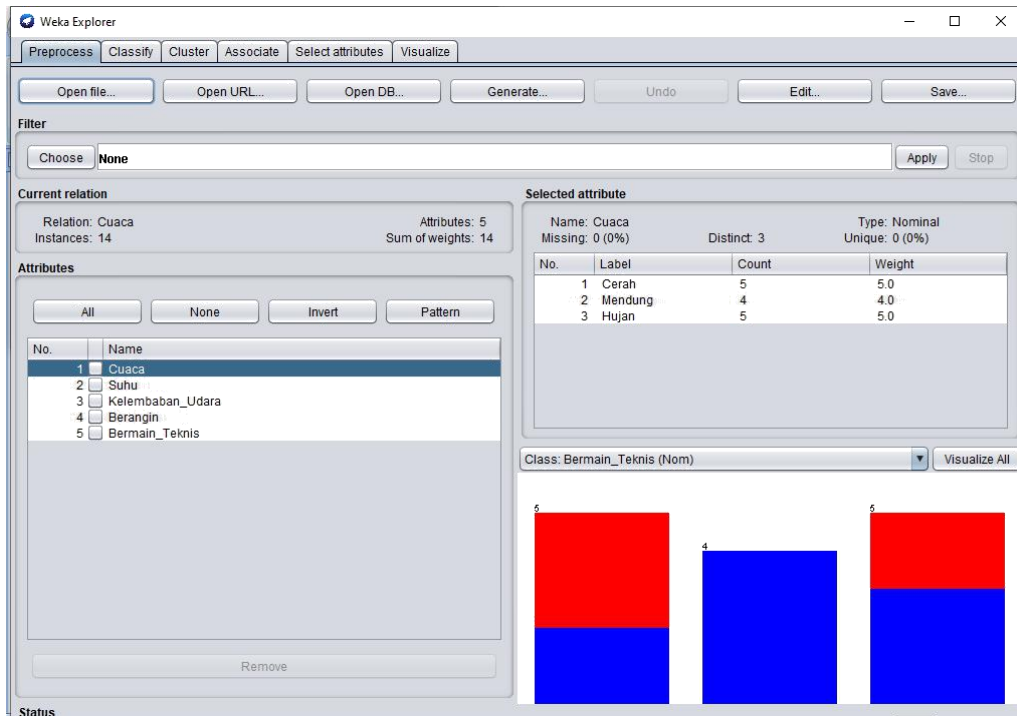 Weka Explorer
Preprocess Classify Cluster Associate Select attributes Visualize
Open file... Open URL... Open DB... Generate... Undo Edit... Save...
Filter
Choose None Apply Stop
Current relation
Relation: Cuaca Attributes: 5
Instances: 14 Sum of weights: 14
Selected attribute
Name: Cuaca Type: Nominal
Missing: 0 (0%) Distinct: 3 Unique: 0 (0%)
No. Label Count Weight
1 Cerah 5 5.0
2 Mendung 4 4.0
3 Hujan 5 5.0
Attributes
All None Invert Pattern
No. Name
1 Cuaca
2 Suhu
3 Kelembaban_Udara
4 Berangin
5 Bermain_Teknis
Remove
Class: Bermain_Teknis (Nom) Visualize All
5 4 5
Status